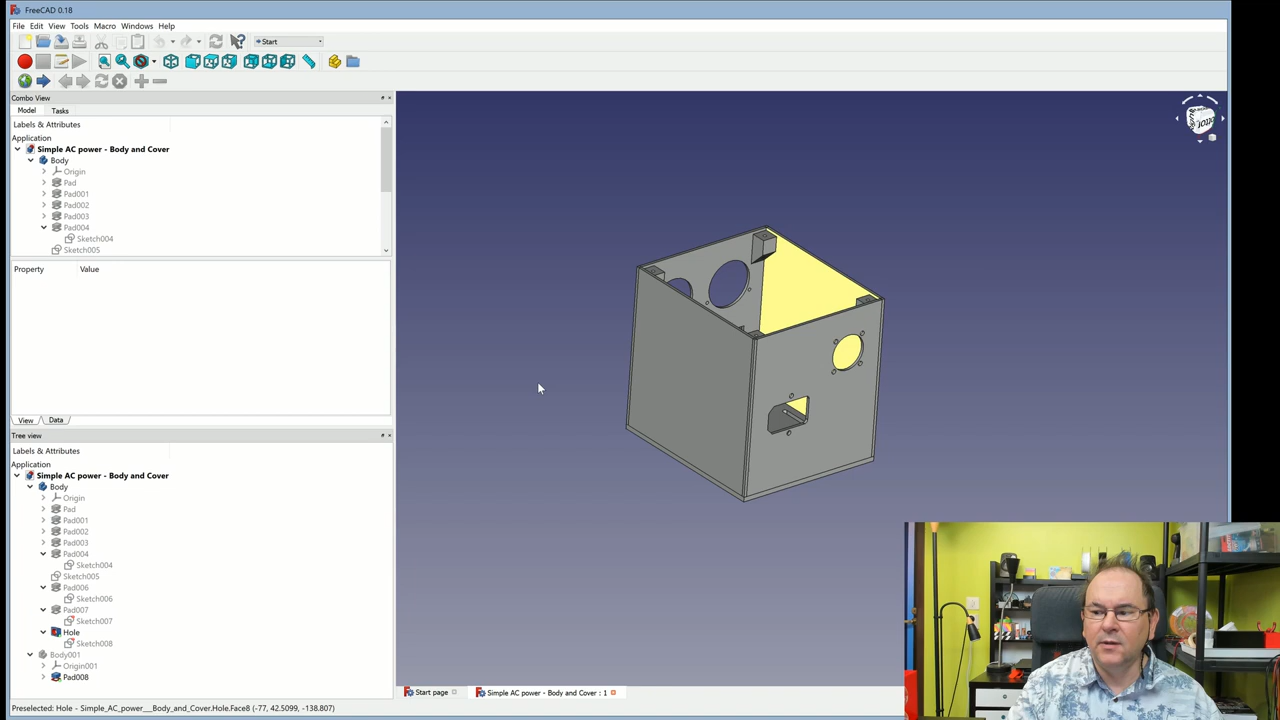 FreeCAD 0.18
File Edit View Tools Macro Windows Help
Start
Combo View
Model Tasks
Labels & Attributes
Application
Simple AC power - Body and Cover
Body
Origin
Pad
Pad001
Pad002
Pad003
Pad004
Sketch004
Sketch005
Property Value
View Data
Tree view
Labels & Attributes
Application
Simple AC power - Body and Cover
Body
Origin
Pad
Pad001
Pad002
Pad003
Pad004
Sketch004
Sketch005
Pad006
Sketch006
Pad007
Sketch007
Hole
Sketch008
Body001
Origin001
Pad008
Start page Simple AC power - Body and Cover : 1
Preselected: Hole - Simple_AC_power__Body_and_Cover.Hole.Face8 (-77, 42.5099, -138.807)